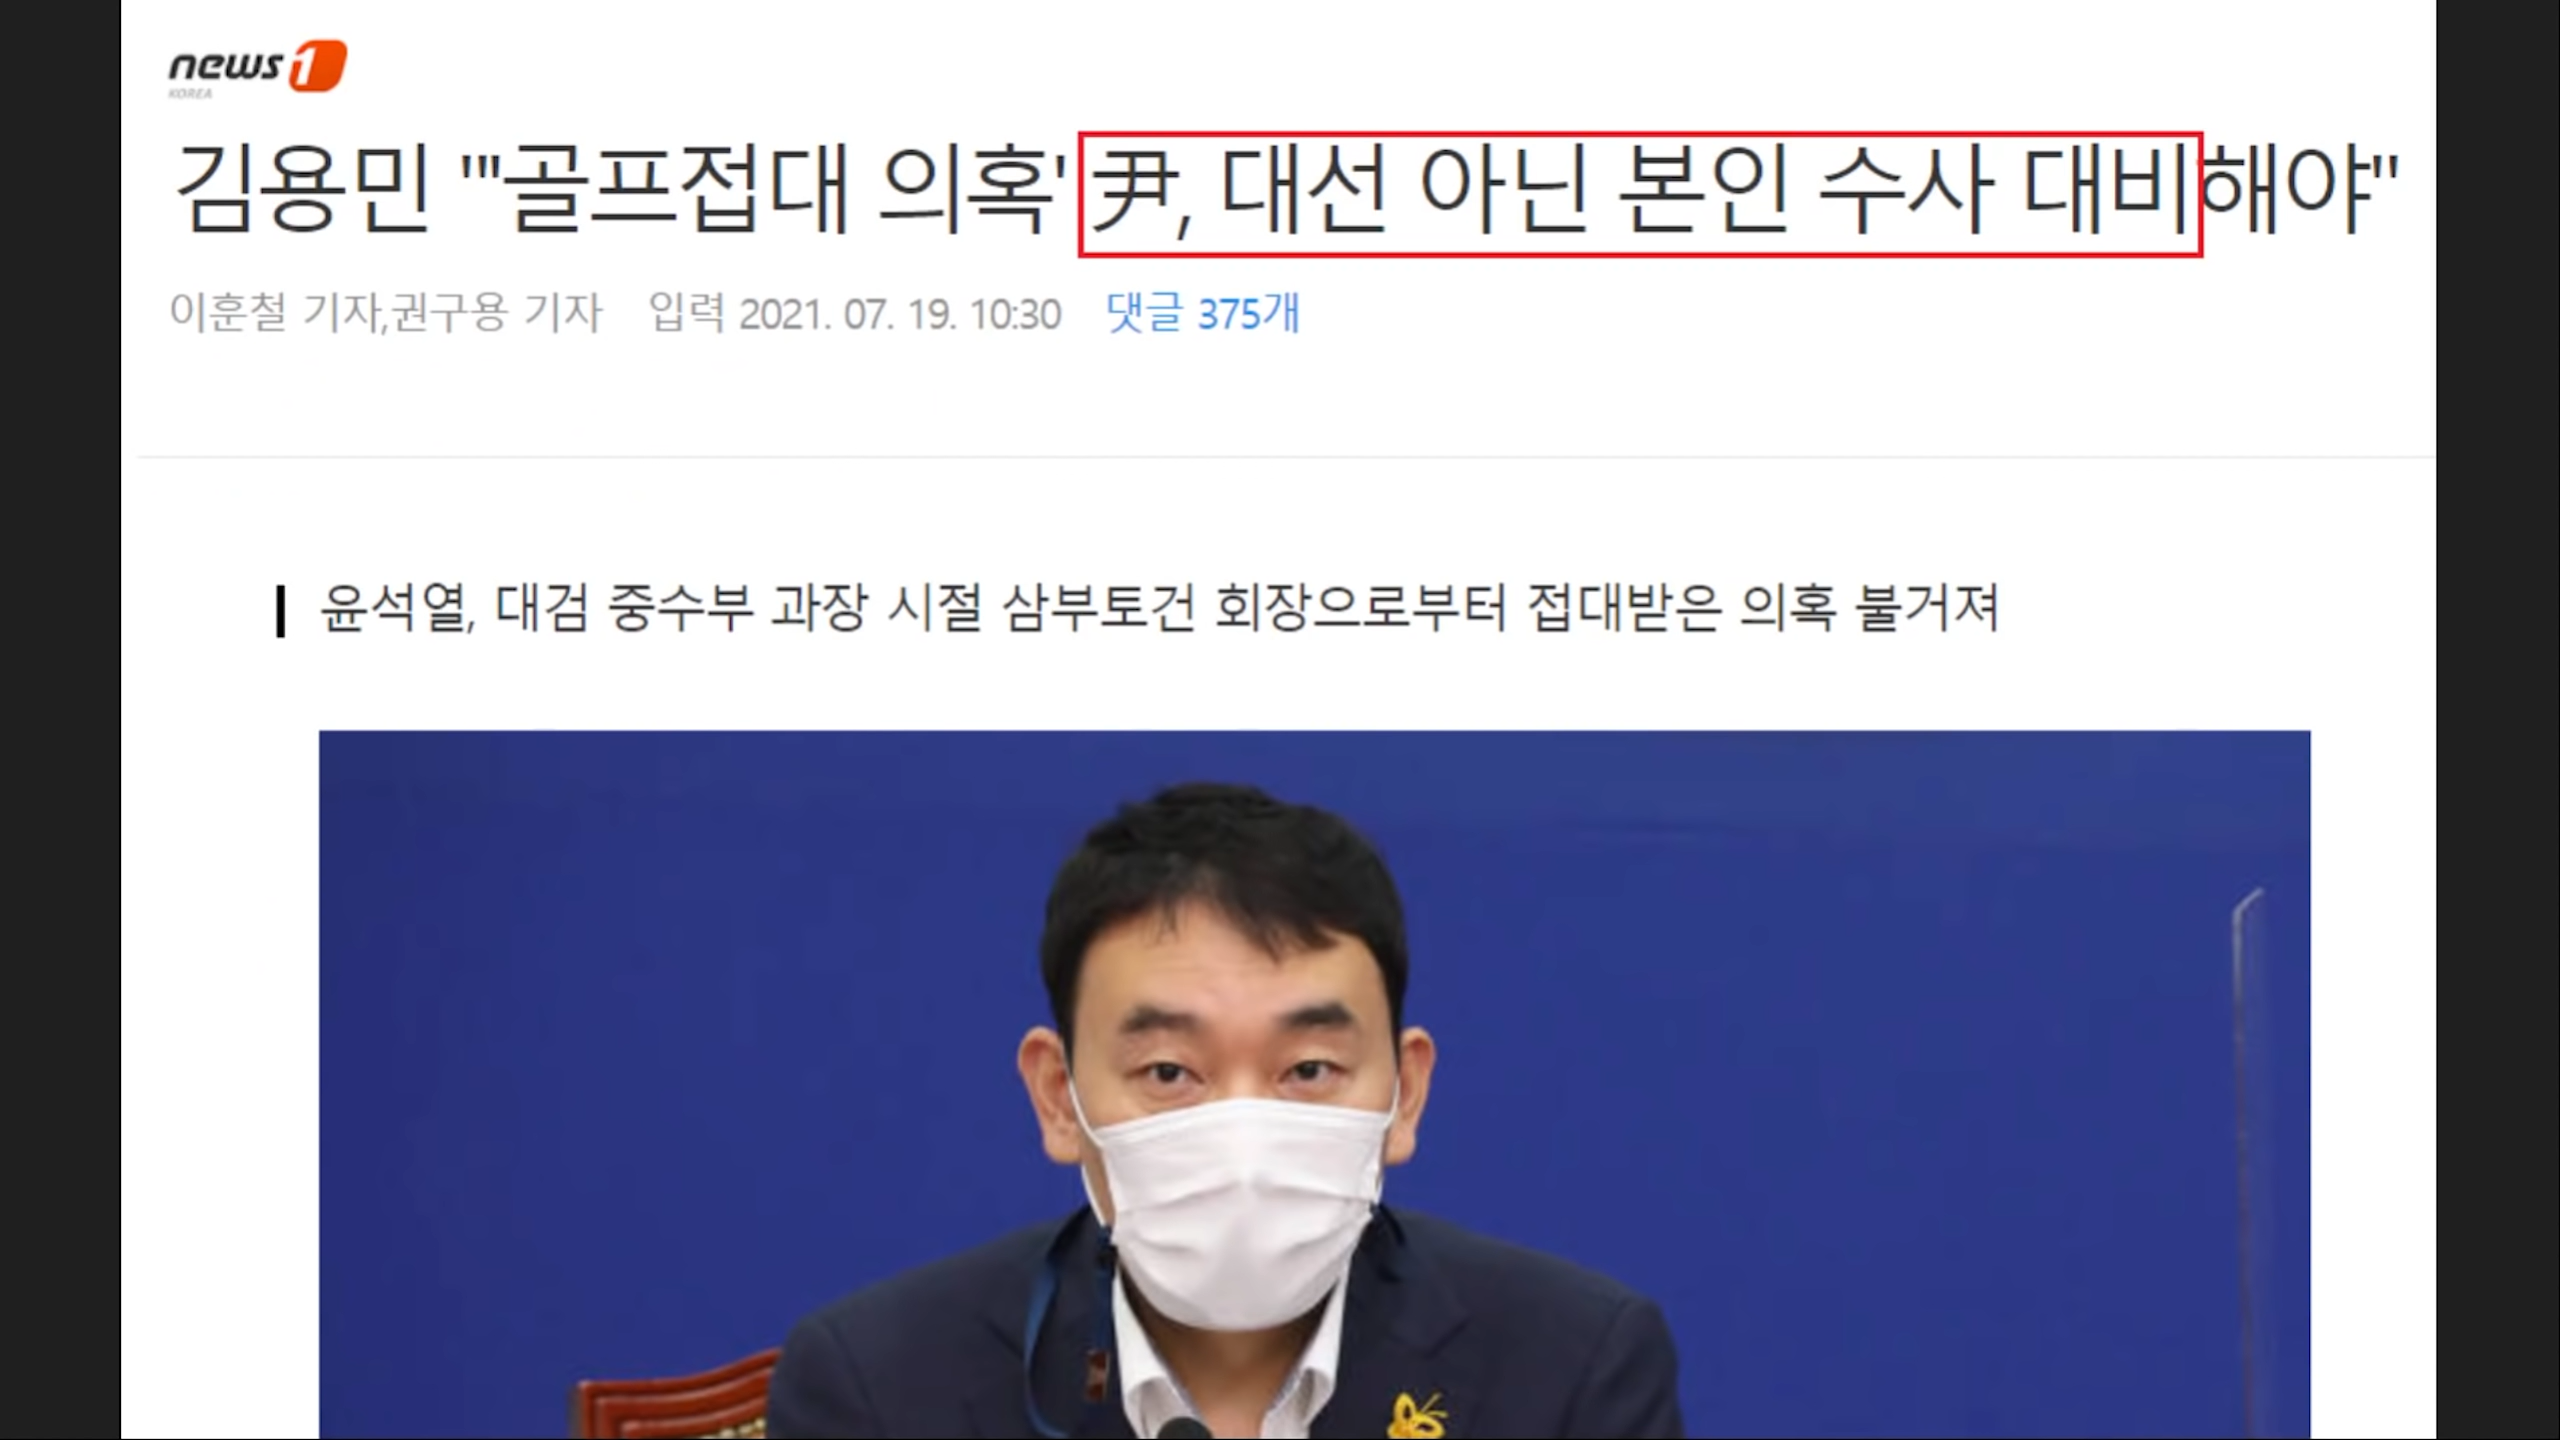 news1
KOREA
김용민 "'골프접대 의혹' 尹, 대선 아닌 본인 수사 대비해야"
이훈철 기자,권구용 기자 입력 2021. 07. 19. 10:30 댓글 375개
윤석열, 대검 중수부 과장 시절 삼부토건 회장으로부터 접대받은 의혹 불거져